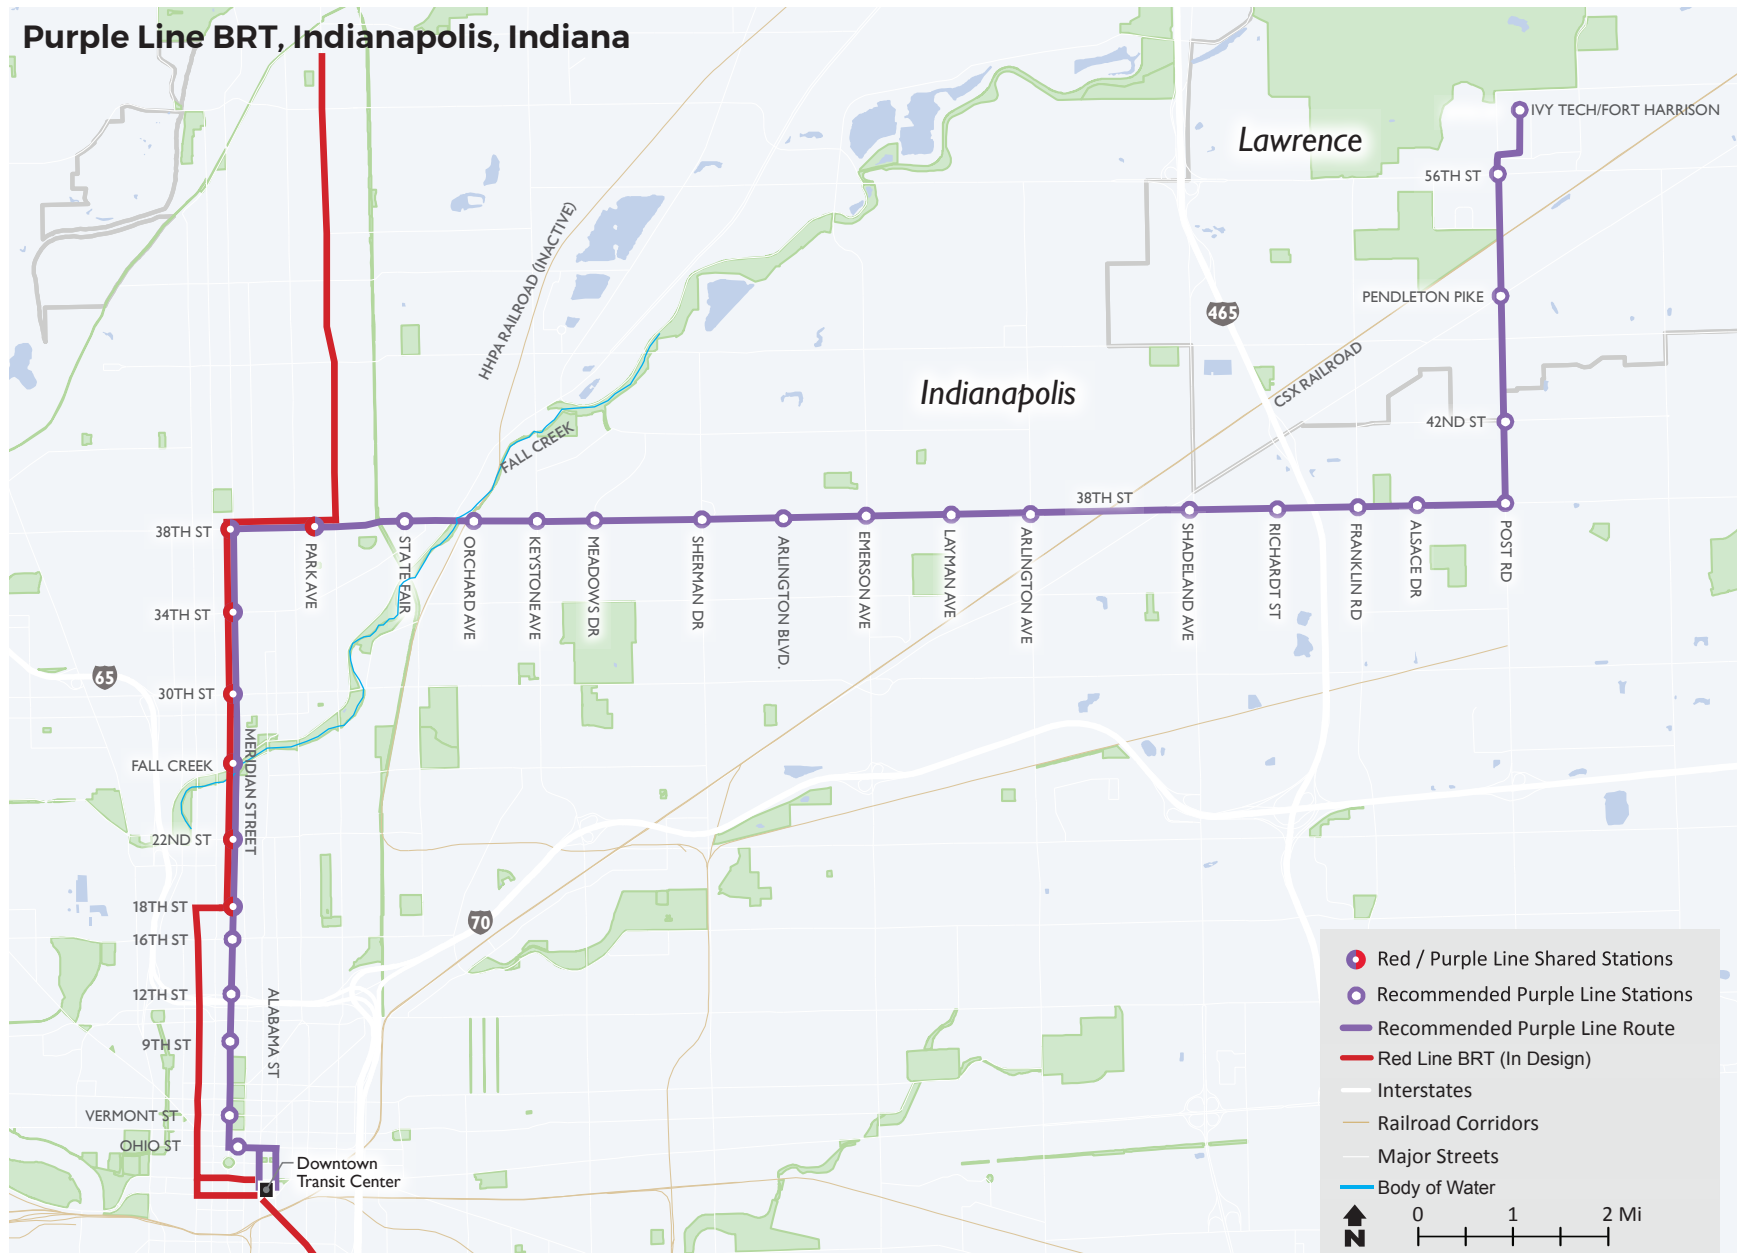 Purple Line BRT, Indianapolis, Indiana
IVY TECH/FORT HARRISON
Lawrence
56TH ST
HHPA RAILROAD (INACTIVE)
PENDLETON PIKE
465
CSX RAILROAD
Indianapolis
42ND ST
FALL CREEK
38TH ST
38TH ST
PARK AVE
STATE FAIR
ORCHARD AVE
KEYSTONE AVE
MEADOWS DR
SHERMAN DR
ARLINGTON BLVD.
EMERSON AVE
LAYMAN AVE
ARLINGTON AVE
SHADELAND AVE
RICHARDT ST
FRANKLIN RD
ALSACE DR
POST RD
34TH ST
65
30TH ST
MERIDIAN STREET
FALL CREEK
22ND ST
18TH ST
70
16TH ST
12TH ST
ALABAMA ST
9TH ST
VERMONT ST
OHIO ST
Downtown
Transit Center
Red / Purple Line Shared Stations
Recommended Purple Line Stations
Recommended Purple Line Route
Red Line BRT (In Design)
Interstates
Railroad Corridors
Major Streets
Body of Water
N
0 1 2 Mi